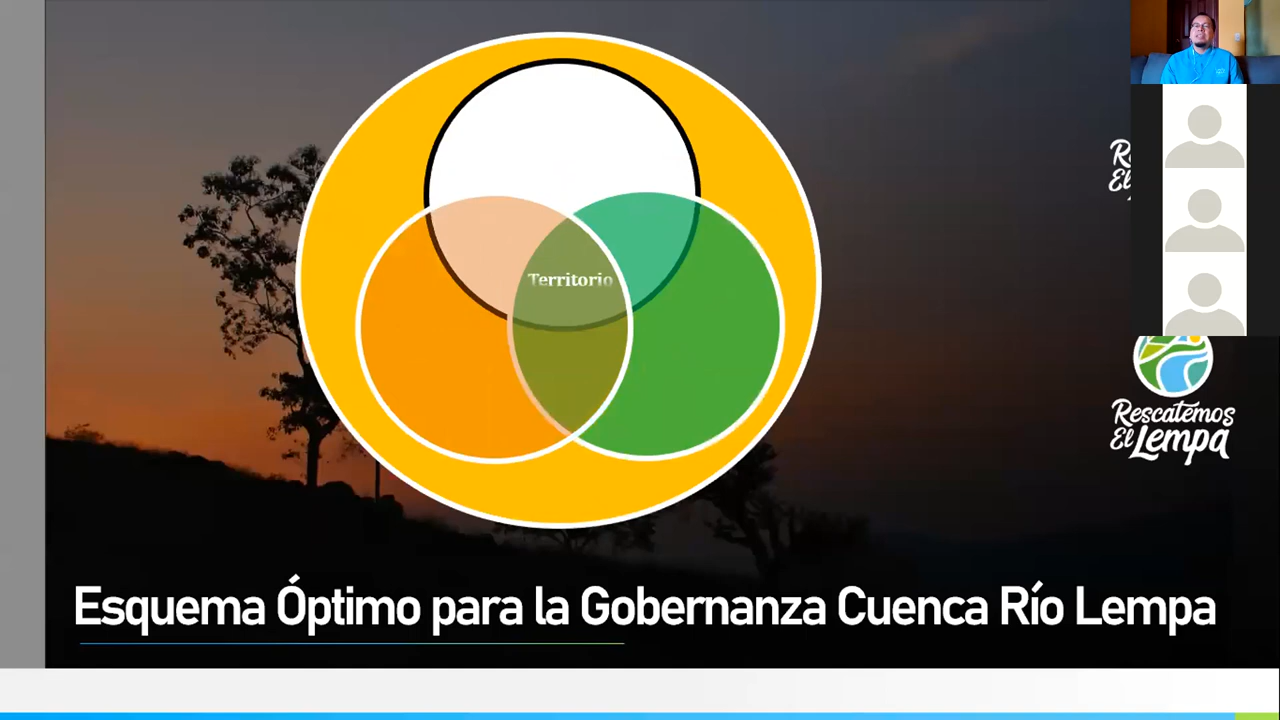 Territorio
Rescatemos
El Lempa
Esquema Óptimo para la Gobernanza Cuenca Río Lempa